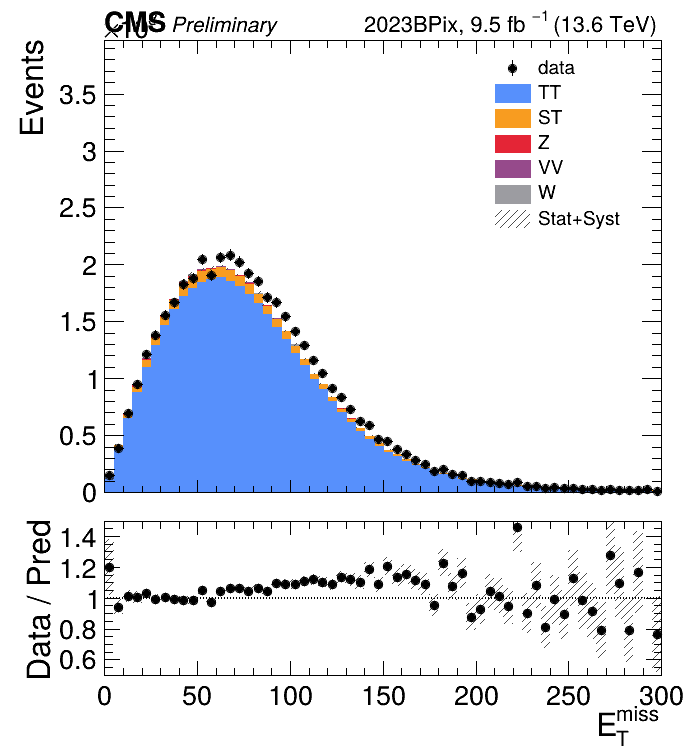 CMS Preliminary 2023BPix, 9.5 fb⁻¹ (13.6 TeV)
Events
data
TT
ST
Z
VV
W
Stat+Syst
3.5
3
2.5
2
1.5
1
0.5
0
Data / Pred
1.4
1.2
1
0.8
0.6
0 50 100 150 200 250 300
E_T^miss